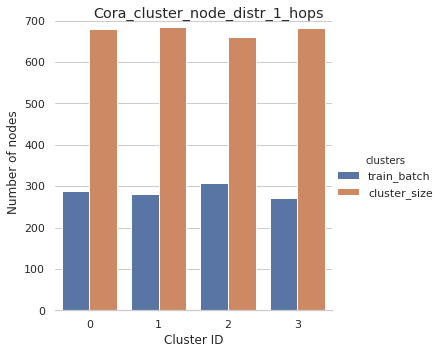 Cora_cluster_node_distr_1_hops
700
600
500
400
300
200
100
0
Number of nodes
0 1 2 3
Cluster ID
clusters
train_batch
cluster_size